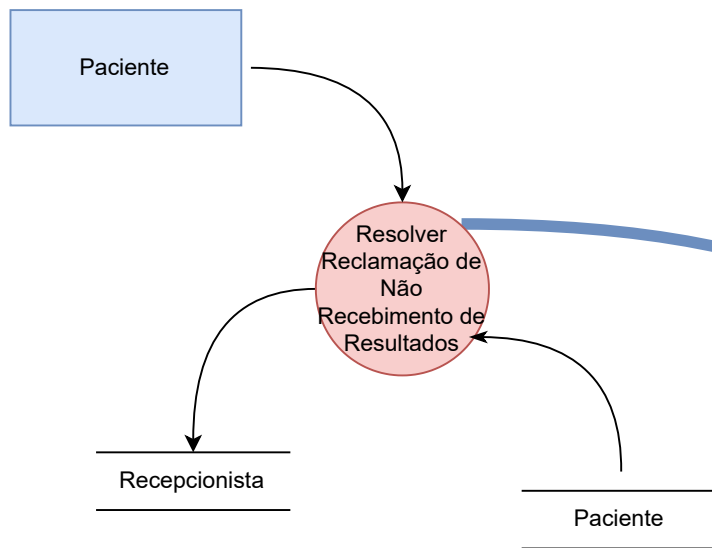 Paciente
Resolver
Reclamação de
Não
Recebimento de
Resultados
Recepcionista
Paciente